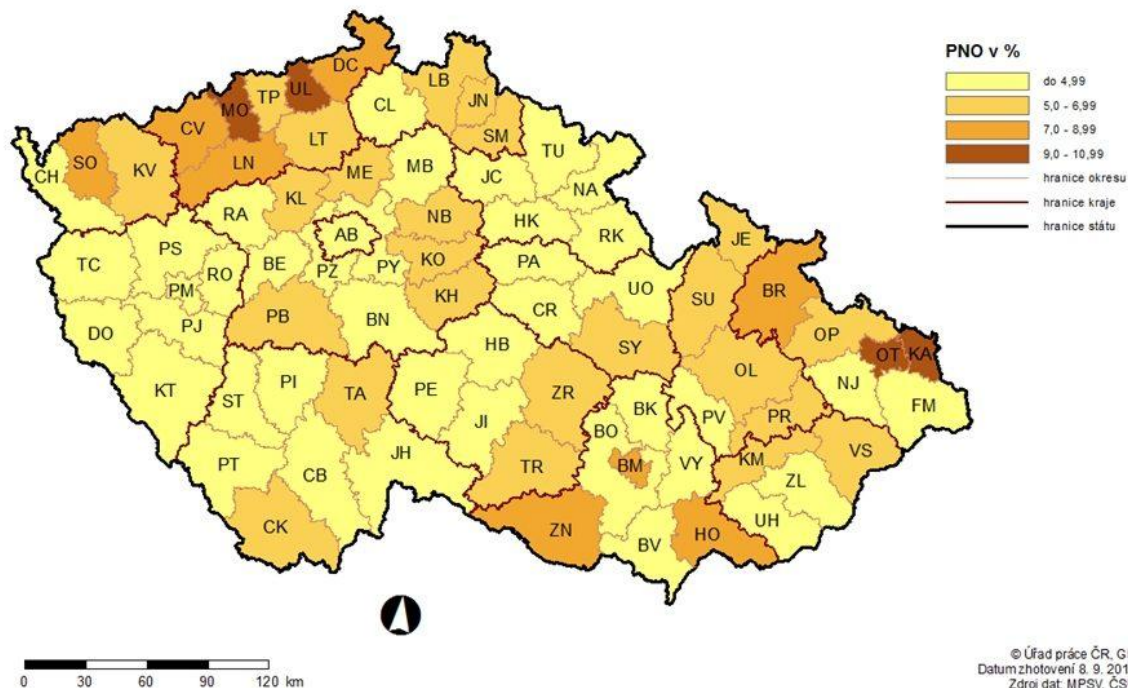 DC
UL
LB
MO
TP
JN
CL
CV
LT
SM
TU
SO
LN
ME
MB
CH
KV
JC
NA
KL
RA
NB
HK
AB
RK
PS
KO
PA
JE
TC
RO
BE
PZ
PY
BR
PM
KH
UO
SU
CR
PB
BN
OP
DO
PJ
HB
SY
OT
KA
OL
NJ
KT
PI
TA
PE
ZR
FM
ST
BK
PV
PR
JI
BO
VS
JH
KM
PT
CB
TR
BM
VY
ZL
CK
UH
ZN
HO
BV
PNO v %
do 4,99
5,0 - 6,99
7,0 - 8,99
9,0 - 10,99
hranice okresu
hranice kraje
hranice státu
0 30 60 90 120 km
© Úřad práce ČR, G
Datum zhotovení 8. 9. 201
Zdroj dat: MPSV, ČS